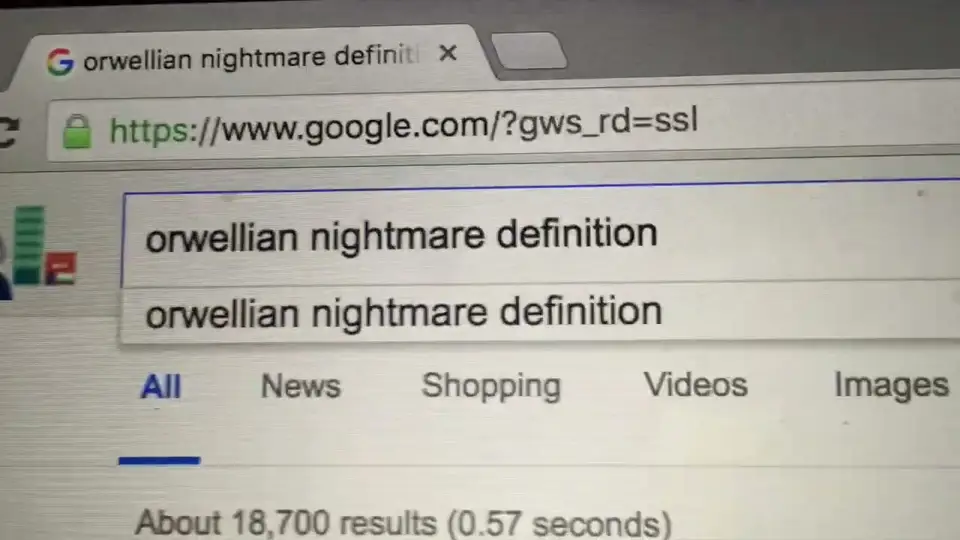 orwellian nightmare definiti
https://www.google.com/?gws_rd=ssl
orwellian nightmare definition
orwellian nightmare definition
All News Shopping Videos Images
About 18,700 results (0.57 seconds)